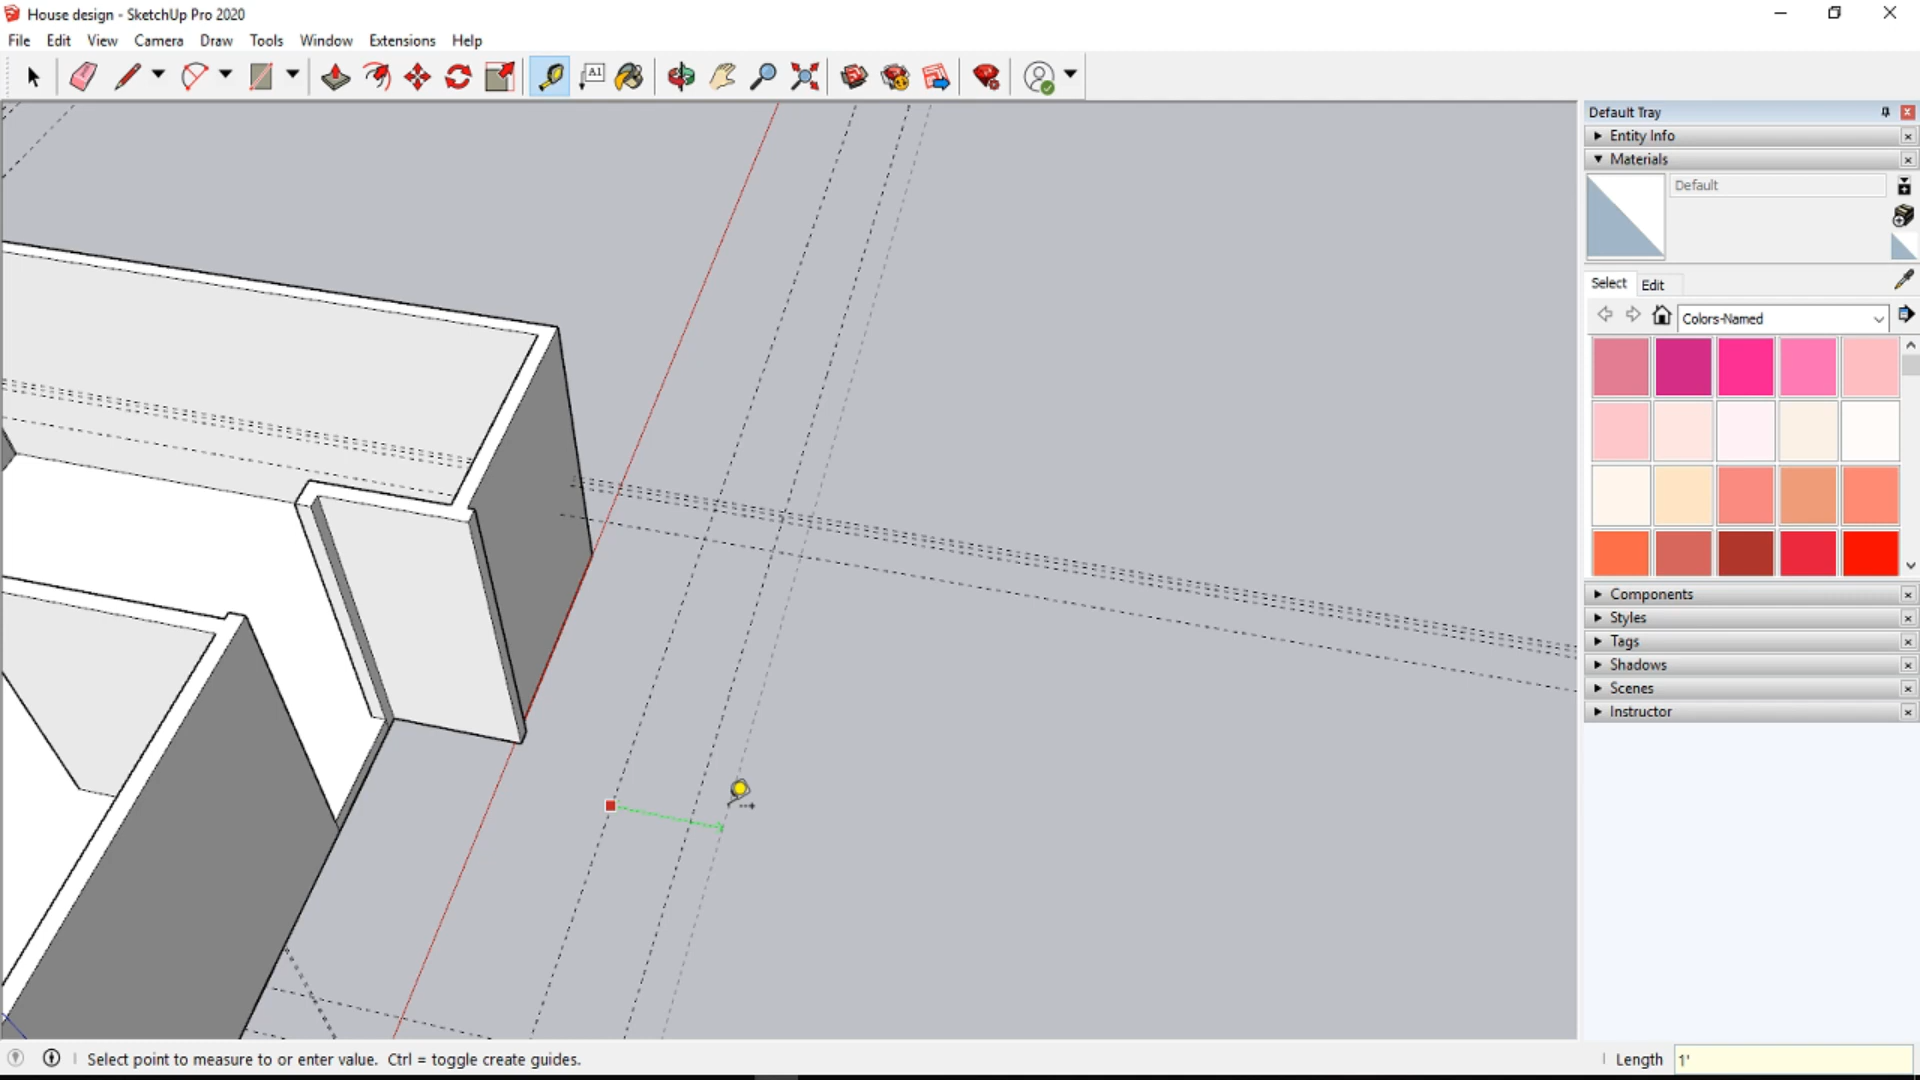 House design - SketchUp Pro 2020
File Edit View Camera Draw Tools Window Extensions Help
A1
Default Tray
Entity Info
Materials
Default
Select Edit
Colors-Named
Components
Styles
Tags
Shadows
Scenes
Instructor
Select point to measure to or enter value. Ctrl = toggle create guides.
Length 1'